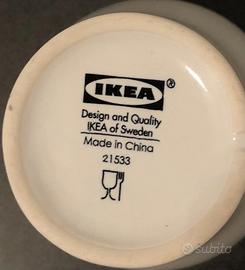 IKEA®
Design and Quality
IKEA of Sweden
Made in China
21533
subito